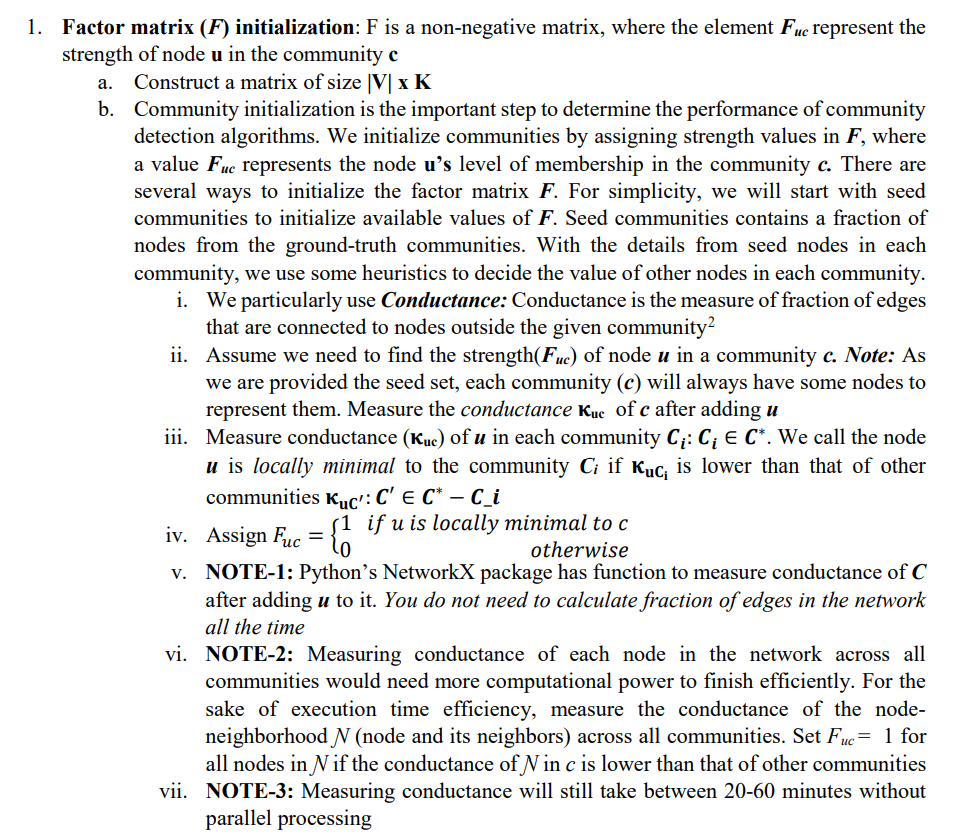 1. Factor matrix (F) initialization: F is a non-negative matrix, where the element Fuc represent the
strength of node u in the community c
a. Construct a matrix of size |V| x K
b. Community initialization is the important step to determine the performance of community
detection algorithms. We initialize communities by assigning strength values in F, where
a value Fuc represents the node u's level of membership in the community c. There are
several ways to initialize the factor matrix F. For simplicity, we will start with seed
communities to initialize available values of F. Seed communities contains a fraction of
nodes from the ground-truth communities. With the details from seed nodes in each
community, we use some heuristics to decide the value of other nodes in each community.
i. We particularly use Conductance: Conductance is the measure of fraction of edges
that are connected to nodes outside the given community²
ii. Assume we need to find the strength(Fuc) of node u in a community c. Note: As
we are provided the seed set, each community (c) will always have some nodes to
represent them. Measure the conductance κuc of c after adding u
iii. Measure conductance (κuc) of u in each community Ci: Ci ∈ C*. We call the node
u is locally minimal to the community Ci if κuCi is lower than that of other
communities κuC′: C′ ∈ C* − C_i
iv. Assign Fuc = {1 if u is locally minimal to c
0 otherwise
v. NOTE-1: Python's NetworkX package has function to measure conductance of C
after adding u to it. You do not need to calculate fraction of edges in the network
all the time
vi. NOTE-2: Measuring conductance of each node in the network across all
communities would need more computational power to finish efficiently. For the
sake of execution time efficiency, measure the conductance of the node-
neighborhood N (node and its neighbors) across all communities. Set Fuc= 1 for
all nodes in N if the conductance of N in c is lower than that of other communities
vii. NOTE-3: Measuring conductance will still take between 20-60 minutes without
parallel processing